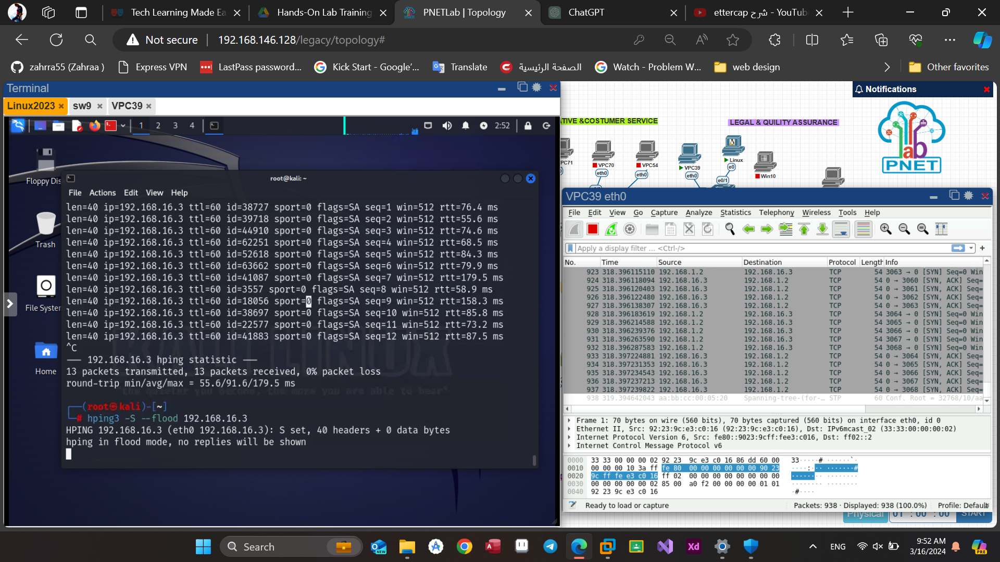 Tech Learning Made Ea
Hands-On Lab Training
PNETLab | Topology
ChatGPT
ettercap شرح - YouTub
Not secure
192.168.146.128/legacy/topology#
zahrra55 (Zahraa )
Express VPN
LastPass password...
Kick Start - Google'...
Translate
الصفحة الرئيسية
Watch - Problem W...
web design
Other favorites
Terminal
Linux2023
sw9
VPC39
1 2 3 4
2:52
Floppy Dis
Trash
File System
Home
root@kali: ~
File Actions Edit View Help
len=40 ip=192.168.16.3 ttl=60 id=38727 sport=0 flags=SA seq=1 win=512 rtt=76.4 ms
len=40 ip=192.168.16.3 ttl=60 id=39718 sport=0 flags=SA seq=2 win=512 rtt=55.6 ms
len=40 ip=192.168.16.3 ttl=60 id=44910 sport=0 flags=SA seq=3 win=512 rtt=74.6 ms
len=40 ip=192.168.16.3 ttl=60 id=62251 sport=0 flags=SA seq=4 win=512 rtt=68.5 ms
len=40 ip=192.168.16.3 ttl=60 id=52618 sport=0 flags=SA seq=5 win=512 rtt=84.3 ms
len=40 ip=192.168.16.3 ttl=60 id=63662 sport=0 flags=SA seq=6 win=512 rtt=79.9 ms
len=40 ip=192.168.16.3 ttl=60 id=41087 sport=0 flags=SA seq=7 win=512 rtt=179.5 ms
len=40 ip=192.168.16.3 ttl=60 id=3557 sport=0 flags=SA seq=8 win=512 rtt=58.9 ms
len=40 ip=192.168.16.3 ttl=60 id=18056 sport=0 flags=SA seq=9 win=512 rtt=158.3 ms
len=40 ip=192.168.16.3 ttl=60 id=38697 sport=0 flags=SA seq=10 win=512 rtt=85.8 ms
len=40 ip=192.168.16.3 ttl=60 id=22577 sport=0 flags=SA seq=11 win=512 rtt=73.2 ms
len=40 ip=192.168.16.3 ttl=60 id=41883 sport=0 flags=SA seq=12 win=512 rtt=87.5 ms
^C
--- 192.168.16.3 hping statistic ---
13 packets transmitted, 13 packets received, 0% packet loss
round-trip min/avg/max = 55.6/91.6/179.5 ms
KALI LINUX
"the quieter you become, the more you are able to hear"
(root㉿kali)-[~]
# hping3 -S --flood 192.168.16.3
HPING 192.168.16.3 (eth0 192.168.16.3): S set, 40 headers + 0 data bytes
hping in flood mode, no replies will be shown
Notifications
TIVE &COSTUMER SERVICE
LEGAL & QUILITY ASSURANCE
lab
PNET
PC71
VPC70
eth0
VPC54
eth0
VPC39
eth0
Linux
e0
e0/1
Win10
VPC39 eth0
File Edit View Go Capture Analyze Statistics Telephony Wireless Tools Help
Apply a display filter ... <Ctrl-/>
No. Time Source Destination Protocol Length Info
923 318.396115110 192.168.1.2 192.168.16.3 TCP 54 3063 → 0 [SYN] Seq=0 Win
924 318.396118094 192.168.16.3 192.168.1.2 TCP 54 0 → 3060 [SYN, ACK] Seq=
925 318.396120403 192.168.16.3 192.168.1.2 TCP 54 0 → 3061 [SYN, ACK] Seq=
926 318.396122480 192.168.16.3 192.168.1.2 TCP 54 0 → 3062 [SYN, ACK] Seq=
927 318.396138307 192.168.16.3 192.168.1.2 TCP 54 0 → 3063 [SYN, ACK] Seq=
928 318.396183619 192.168.1.2 192.168.16.3 TCP 54 3064 → 0 [SYN] Seq=0 Win
929 318.396214588 192.168.1.2 192.168.16.3 TCP 54 3065 → 0 [SYN] Seq=0 Win
930 318.396239376 192.168.1.2 192.168.16.3 TCP 54 3066 → 0 [SYN] Seq=0 Win
931 318.396263590 192.168.1.2 192.168.16.3 TCP 54 3067 → 0 [SYN] Seq=0 Win
932 318.396287583 192.168.1.2 192.168.16.3 TCP 54 3068 → 0 [SYN] Seq=0 Win
933 318.397224881 192.168.16.3 192.168.1.2 TCP 54 0 → 3064 [SYN, ACK] Seq=
934 318.397231353 192.168.16.3 192.168.1.2 TCP 54 0 → 3065 [SYN, ACK] Seq=
935 318.397234543 192.168.16.3 192.168.1.2 TCP 54 0 → 3066 [SYN, ACK] Seq=
936 318.397237213 192.168.16.3 192.168.1.2 TCP 54 0 → 3067 [SYN, ACK] Seq=
937 318.397239822 192.168.16.3 192.168.1.2 TCP 54 0 → 3068 [SYN, ACK] Seq=
938 319.394642043 aa:bb:cc:00:05:20 Spanning-tree-(for-... STP 60 Conf. Root = 32768/10/aa
Frame 1: 70 bytes on wire (560 bits), 70 bytes captured (560 bits) on interface eth0, id 0
Ethernet II, Src: 92:23:9c:e3:c0:16 (92:23:9c:e3:c0:16), Dst: IPv6mcast_02 (33:33:00:00:00:02)
Internet Protocol Version 6, Src: fe80::9023:9cff:fee3:c016, Dst: ff02::2
Internet Control Message Protocol v6
0000 33 33 00 00 00 02 92 23 9c e3 c0 16 86 dd 60 00 33·····# ······`·
0010 00 00 00 10 3a ff fe 80 00 00 00 00 00 00 90 23 ····:··· ·······#
0020 9c ff fe e3 c0 16 ff 02 00 00 00 00 00 00 00 00 ········ ········
0030 00 00 00 00 00 02 85 00 a0 f2 00 00 00 00 01 01 ········ ········
0040 92 23 9c e3 c0 16 ·#····
Ready to load or capture
Packets: 938 · Displayed: 938 (100.0%)
Profile: Default
Physical
01 : 00 : 00
START
Search
NEW
Xd
ENG
9:52 AM
3/16/2024
PRE